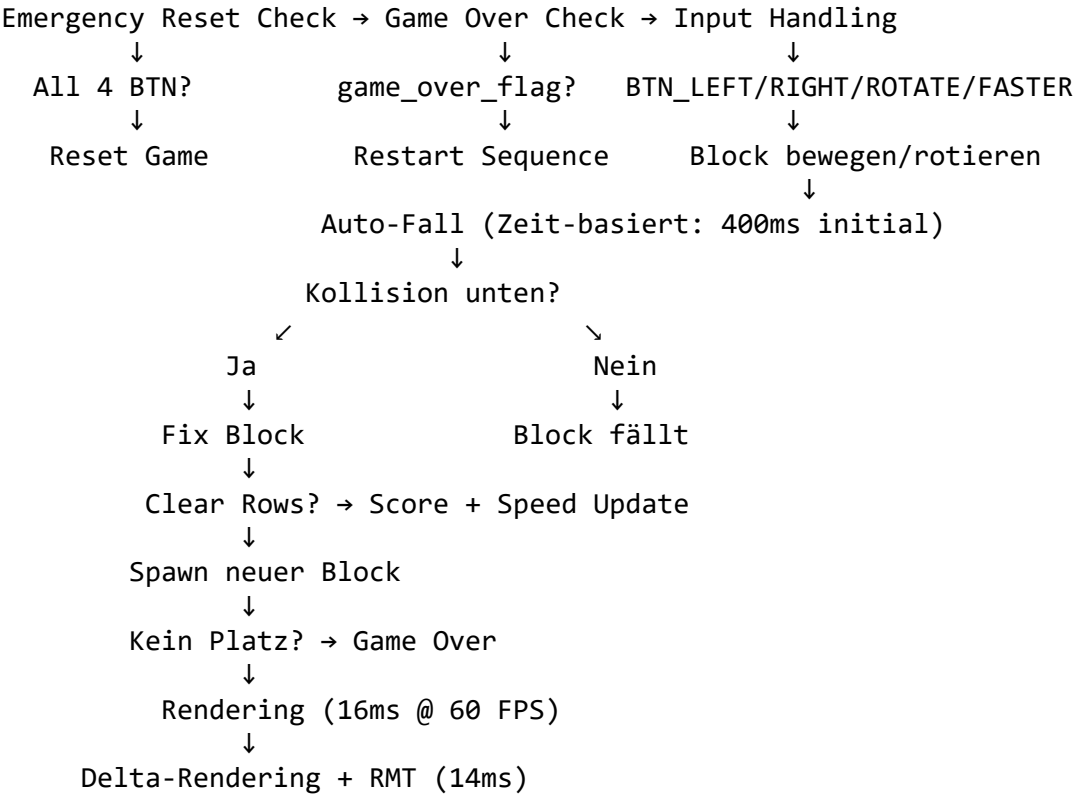 Emergency Reset Check → Game Over Check → Input Handling
↓ ↓ ↓
All 4 BTN? game_over_flag? BTN_LEFT/RIGHT/ROTATE/FASTER
↓ ↓ ↓
Reset Game Restart Sequence Block bewegen/rotieren
↓
Auto-Fall (Zeit-basiert: 400ms initial)
↓
Kollision unten?
↙ ↘
Ja Nein
↓ ↓
Fix Block Block fällt
↓
Clear Rows? → Score + Speed Update
↓
Spawn neuer Block
↓
Kein Platz? → Game Over
↓
Rendering (16ms @ 60 FPS)
↓
Delta-Rendering + RMT (14ms)